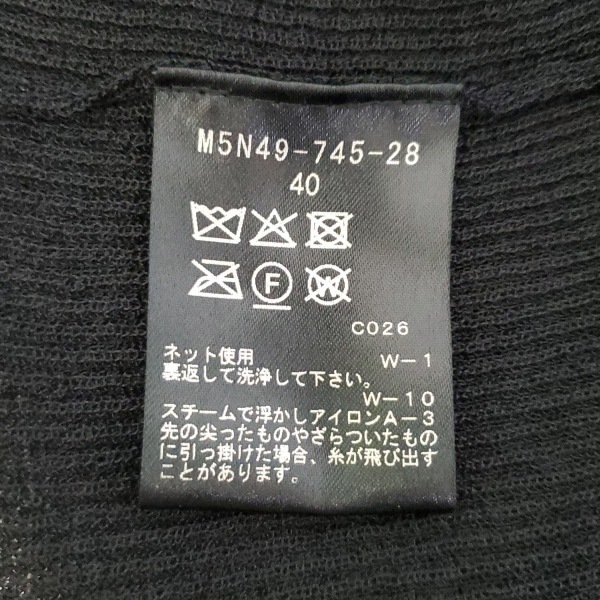 M5N49-745-28
40
F W
C026
ネット使用 W-1
裏返して洗浄して下さい。
W-10
スチームで浮かしアイロンA-3
先の尖ったものやざらついたもの
に引っ掛けた場合、糸が飛び出す
ことがあります。